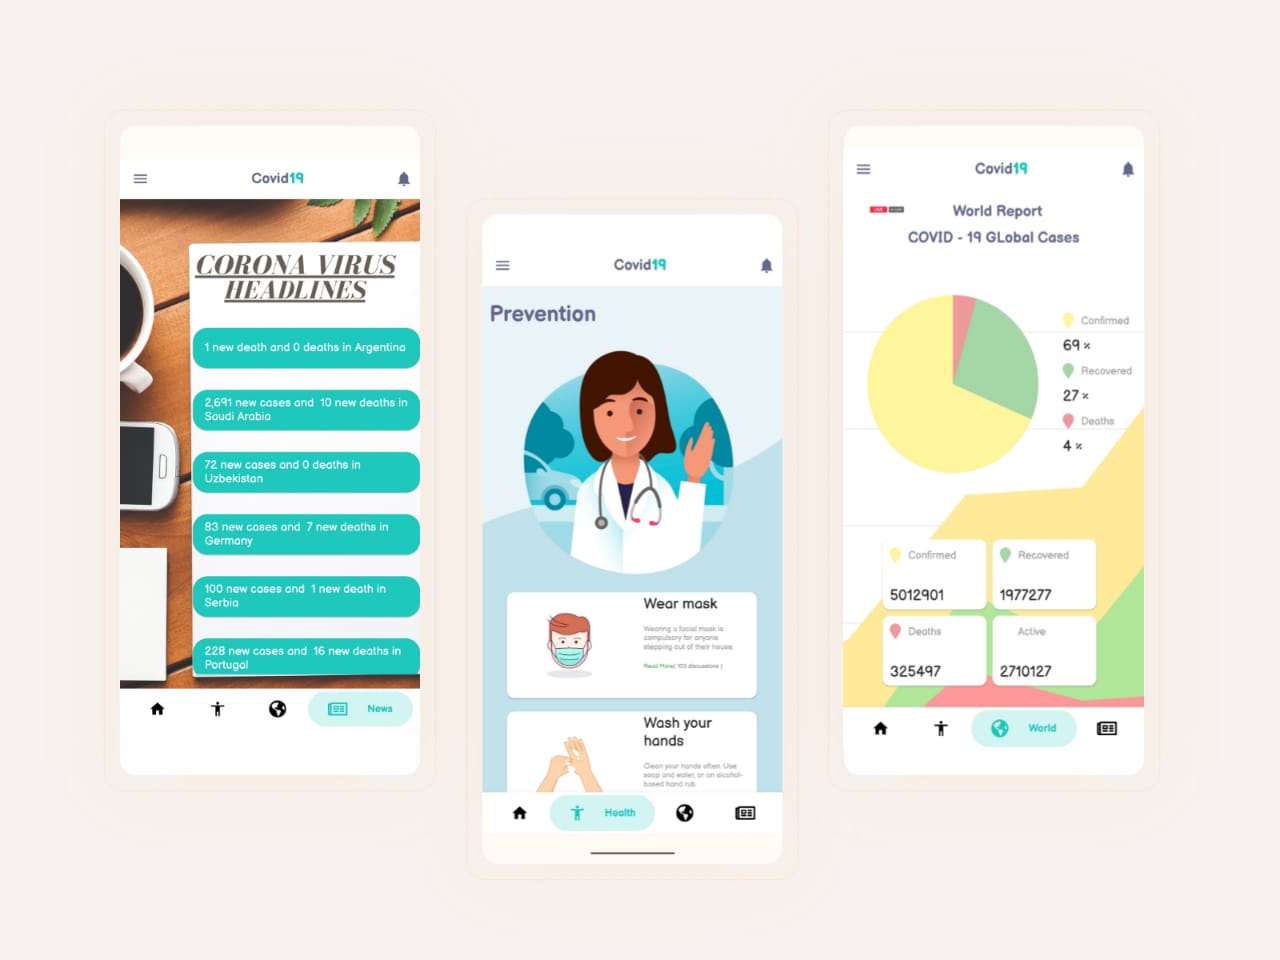 Covid19
CORONA VIRUS
HEADLINES
1 new death and 0 deaths in Argentina
2,691 new cases and 10 new deaths in
Saudi Arabia
72 new cases and 0 deaths in
Uzbekistan
83 new cases and 7 new deaths in
Germany
100 new cases and 1 new death in
Serbia
228 new cases and 16 new deaths in
Portugal
News
Covid19
Prevention
Wear mask
Wearing a facial mask is
compulsory for anyone
stepping out of their house.
Read More( 103 discussions )
Wash your
hands
Clean your hands often. Use
soap and water, or an alcohol-
based hand rub.
Health
Covid19
LIVE
World Report
COVID - 19 GLobal Cases
Confirmed
69 %
Recovered
27 %
Deaths
4 %
Confirmed
5012901
Recovered
1977277
Deaths
325497
Active
2710127
World